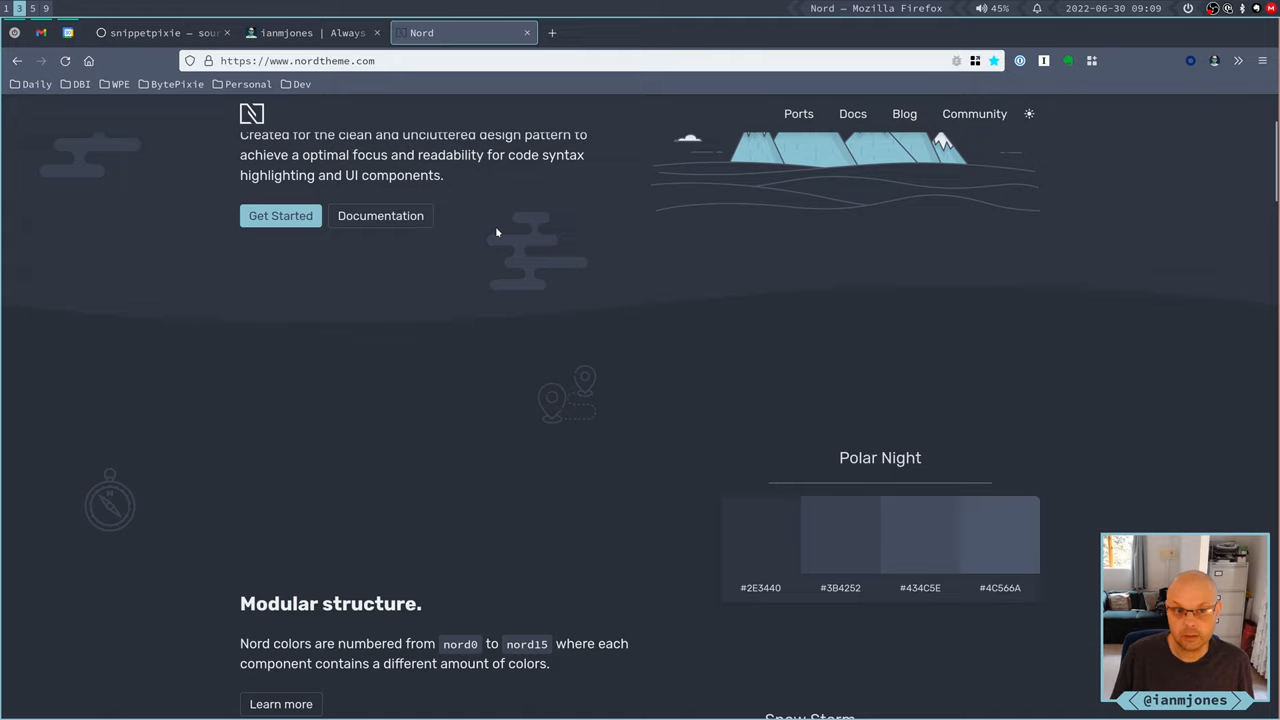 1 3 5 9
Nord — Mozilla Firefox
45%
2022-06-30 09:09
snippetpixie — sour
ianmjones | Always
Nord
https://www.nordtheme.com
Daily
DBI
WPE
BytePixie
Personal
Dev
Ports
Docs
Blog
Community
Created for the clean and uncluttered design pattern to
achieve a optimal focus and readability for code syntax
highlighting and UI components.
Get Started
Documentation
Polar Night
#2E3440
#3B4252
#434C5E
#4C566A
Modular structure.
Nord colors are numbered from nord0 to nord15 where each
component contains a different amount of colors.
Learn more
Snow Storm
@ianmjones